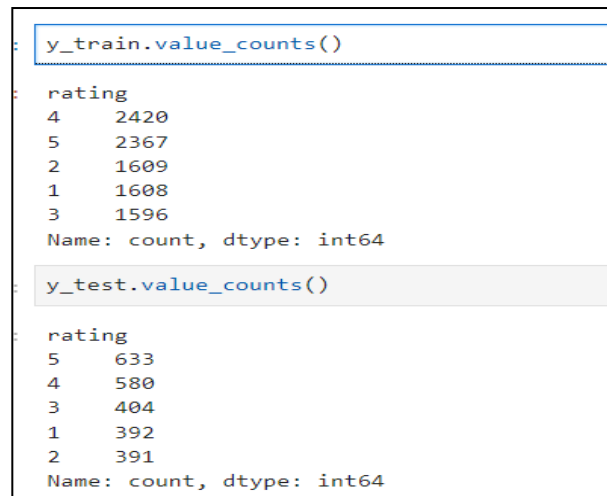 : y_train.value_counts()
: rating
4 2420
5 2367
2 1609
1 1608
3 1596
Name: count, dtype: int64
: y_test.value_counts()
: rating
5 633
4 580
3 404
1 392
2 391
Name: count, dtype: int64